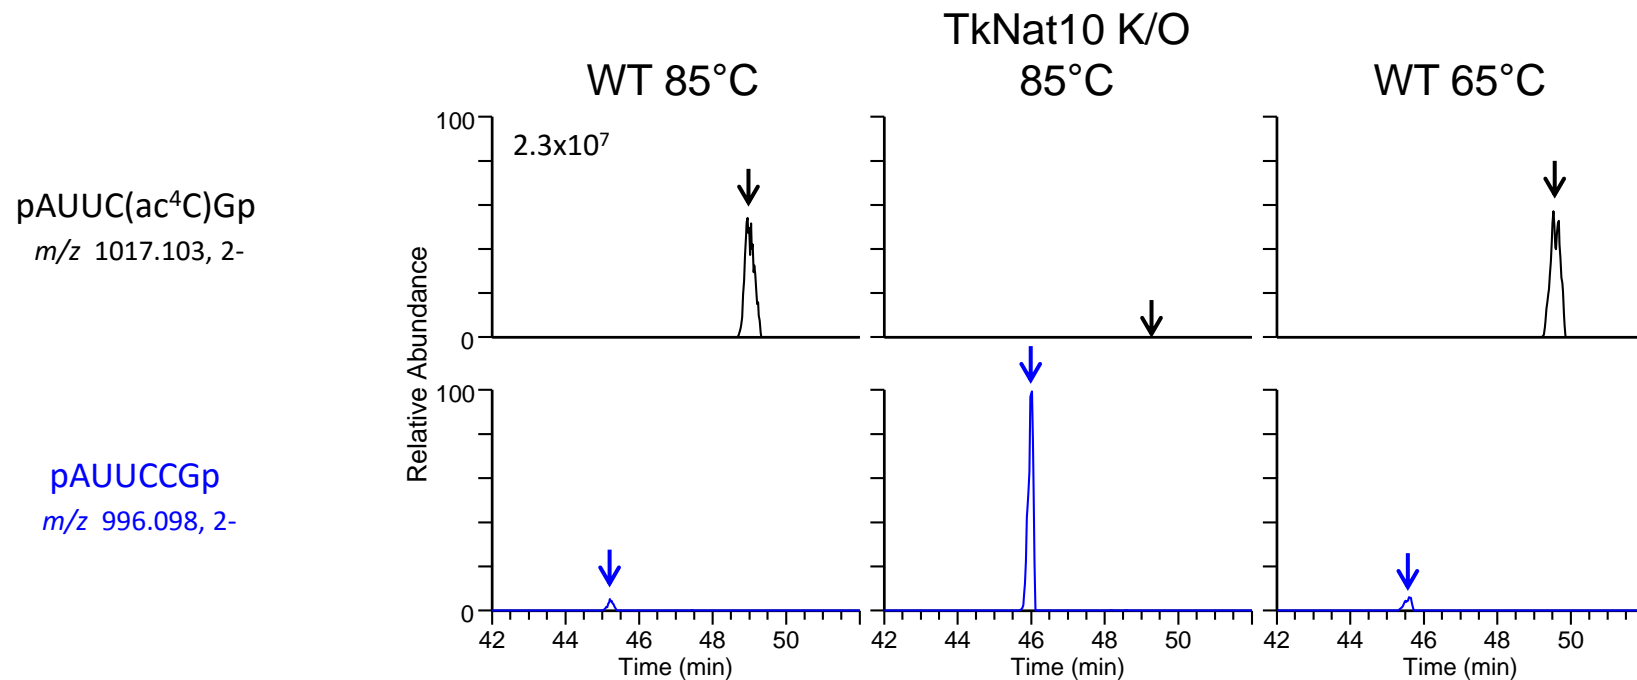 TkNat10 K/O
WT 85°C
85°C
WT 65°C
pAUUC(ac⁴C)Gp
m/z 1017.103, 2-
pAUUCCGp
m/z 996.098, 2-
Relative Abundance
100
2.3x10⁷
0
100
0
42 44 46 48 50
Time (min)
42 44 46 48 50
Time (min)
42 44 46 48 50
Time (min)